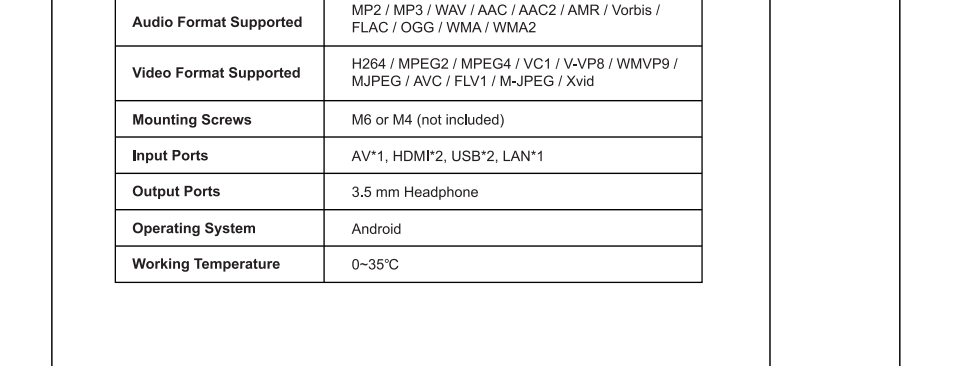 Audio Format Supported
MP2 / MP3 / WAV / AAC / AAC2 / AMR / Vorbis /
FLAC / OGG / WMA / WMA2
Video Format Supported
H264 / MPEG2 / MPEG4 / VC1 / V-VP8 / WMVP9 /
MJPEG / AVC / FLV1 / M-JPEG / Xvid
Mounting Screws
M6 or M4 (not included)
Input Ports
AV*1, HDMI*2, USB*2, LAN*1
Output Ports
3.5 mm Headphone
Operating System
Android
Working Temperature
0~35℃